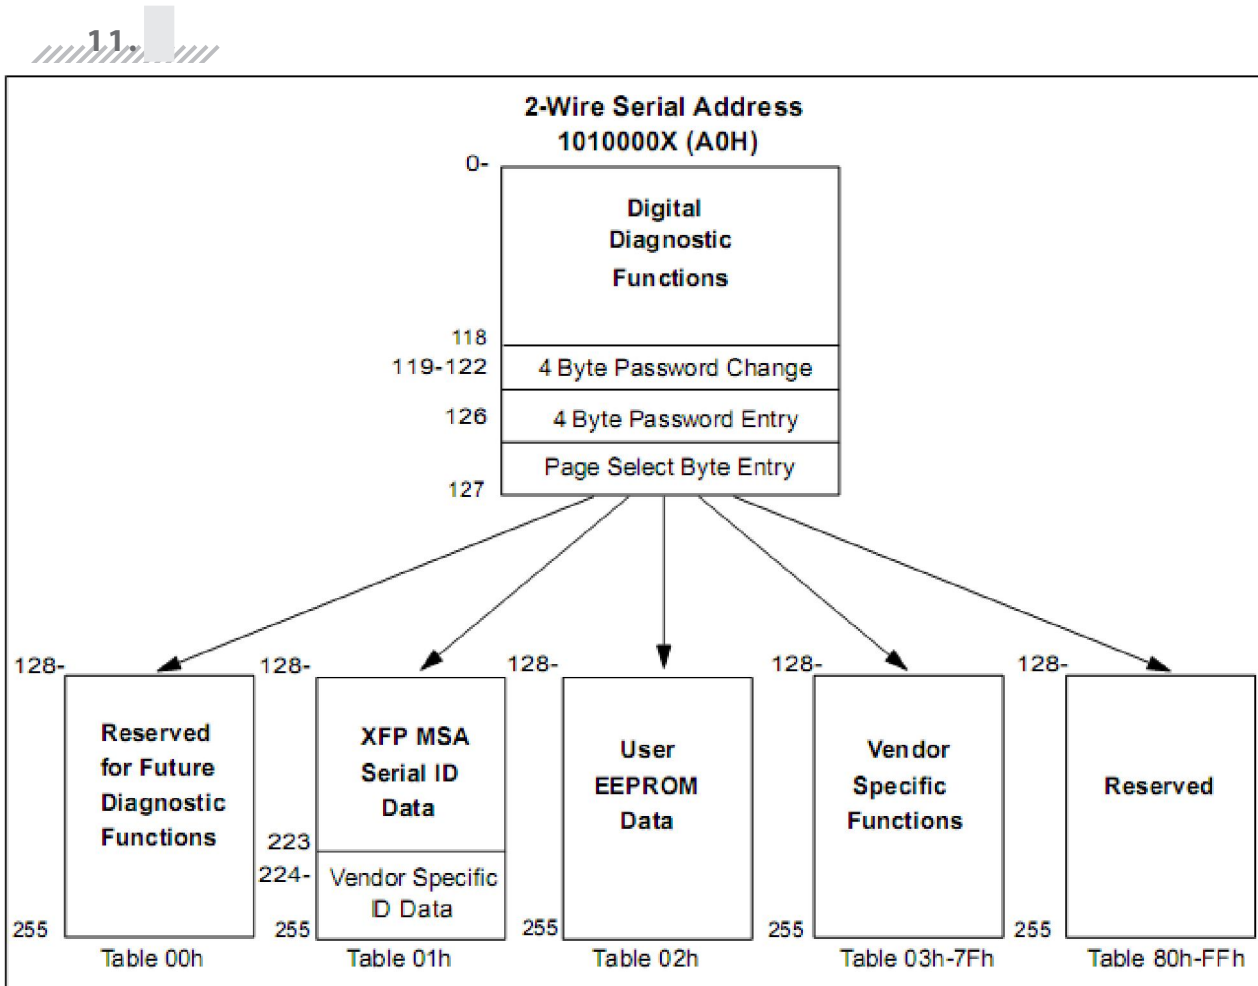 11.
2-Wire Serial Address
1010000X (A0H)
0-
Digital
Diagnostic
Functions
118
119-122 4 Byte Password Change
126 4 Byte Password Entry
Page Select Byte Entry
127
128- 128- 128- 128- 128-
Reserved
for Future
Diagnostic
Functions
255
Table 00h
XFP MSA
Serial ID
Data
223
224- Vendor Specific
ID Data
255
Table 01h
User
EEPROM
Data
255
Table 02h
Vendor
Specific
Functions
255
Table 03h-7Fh
Reserved
255
Table 80h-FFh